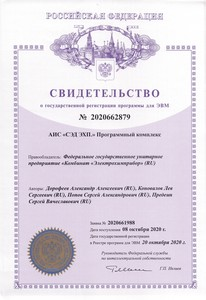 РОССИЙСКАЯ ФЕДЕРАЦИЯ
СВИДЕТЕЛЬСТВО
о государственной регистрации программы для ЭВМ
№ 2020662879
АИС «СЭД ЭХП.» Программный комплекс
Правообладатель: Федеральное государственное унитарное
предприятие «Комбинат «Электрохимприбор» (RU)
Авторы: Дорофеев Александр Алексеевич (RU), Коновалов Лев
Сергеевич (RU), Попов Сергей Александрович (RU),
Сергей Вячеславович (RU)
Заявка № 2020661988
Дата поступления 08 октября 2020 г.
Дата государственной регистрации
в Реестре программ для ЭВМ 20 октября 2020 г.
Руководитель Федеральной службы
по интеллектуальной собственности
Г.П. Ивлиев